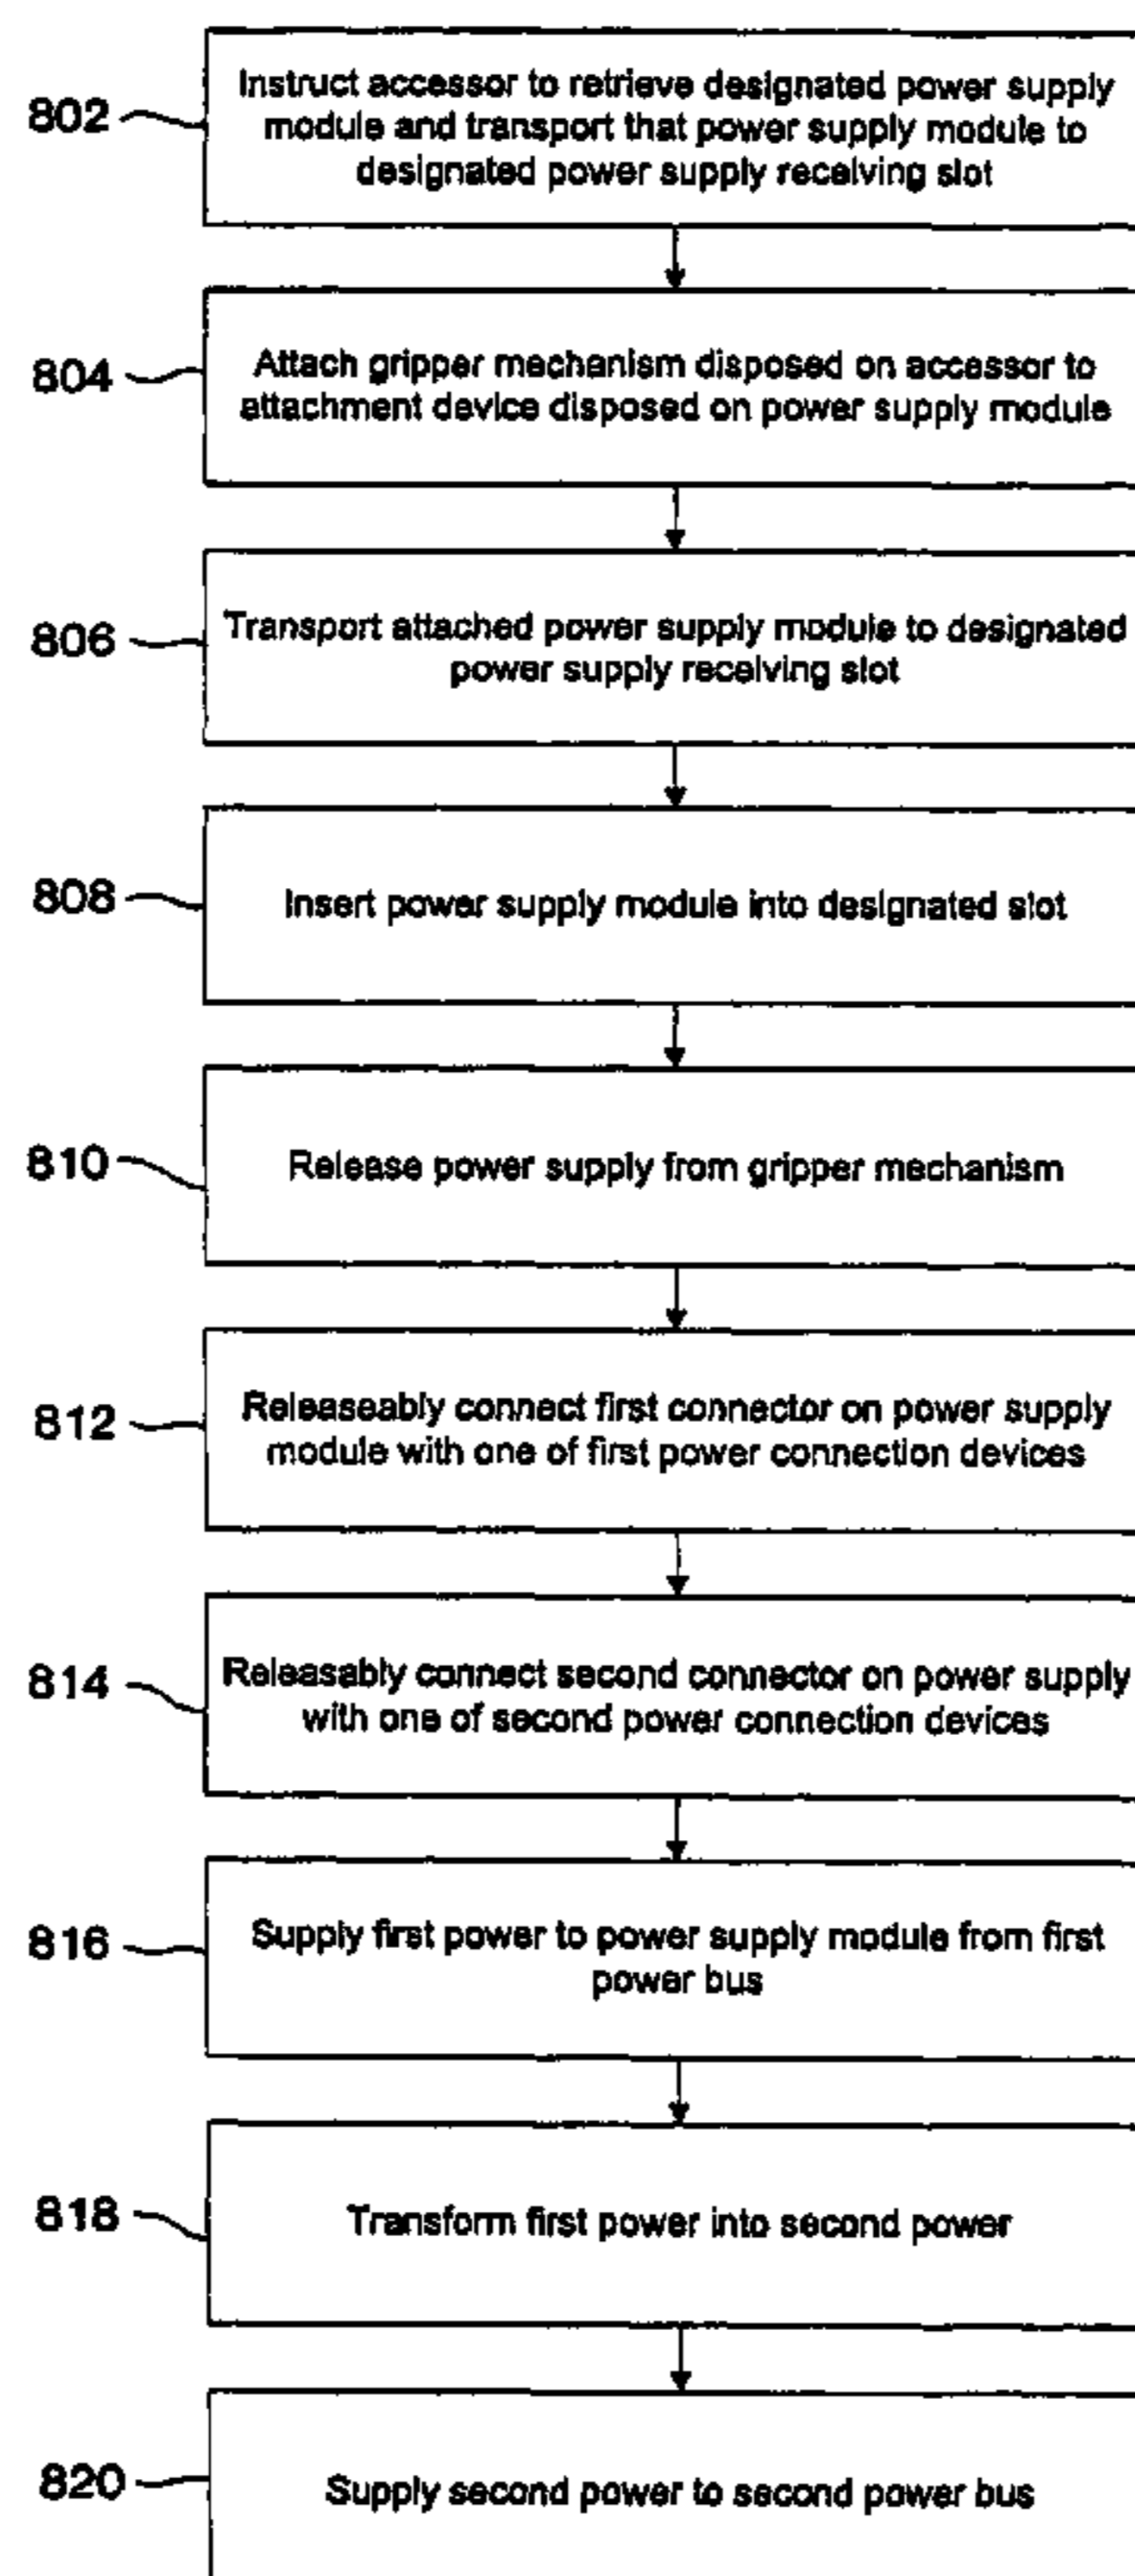 802
Instruct accessor to retrieve designated power supply
module and transport that power supply module to
designated power supply receiving slot
804
Attach gripper mechanism disposed on accessor to
attachment device disposed on power supply module
806
Transport attached power supply module to designated
power supply receiving slot
808
Insert power supply module into designated slot
810
Release power supply from gripper mechanism
812
Releaseably connect first connector on power supply
module with one of first power connection devices
814
Releasably connect second connector on power supply
with one of second power connection devices
816
Supply first power to power supply module from first
power bus
818
Transform first power into second power
820
Supply second power to second power bus